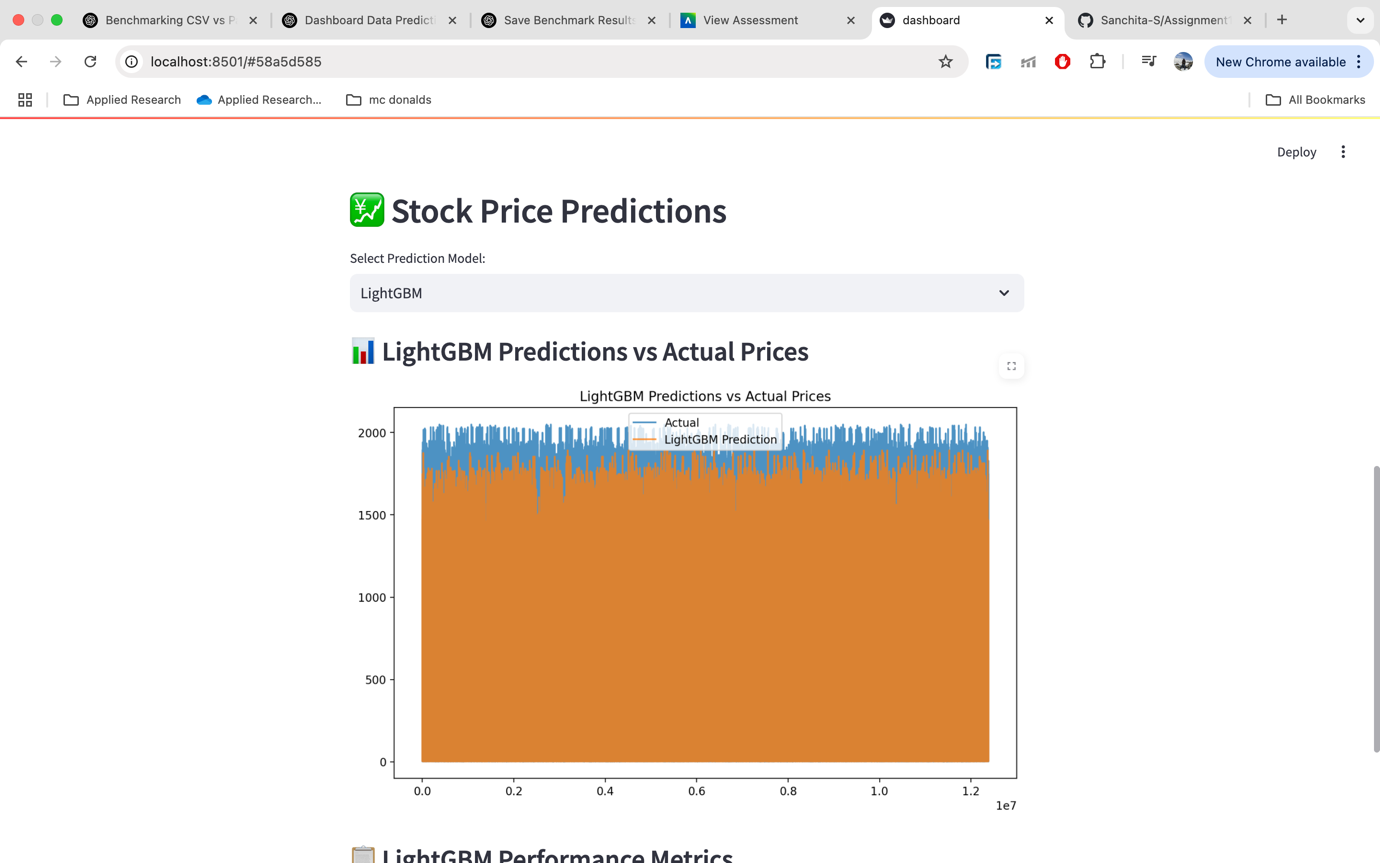 Benchmarking CSV vs P
Dashboard Data Predicti
Save Benchmark Results
View Assessment
dashboard
Sanchita-S/Assignment
localhost:8501/#58a5d585
New Chrome available
Applied Research
Applied Research...
mc donalds
All Bookmarks
Deploy
Stock Price Predictions
Select Prediction Model:
LightGBM
LightGBM Predictions vs Actual Prices
LightGBM Predictions vs Actual Prices
Actual
LightGBM Prediction
2000
1500
1000
500
0
0.0 0.2 0.4 0.6 0.8 1.0 1.2
1e7
LightGBM Performance Metrics